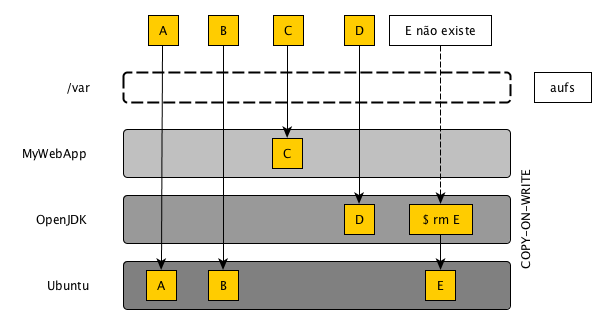 A
B
C
D
E não existe
/var
aufs
MyWebApp
C
OpenJDK
D
$ rm E
COPY-ON-WRITE
Ubuntu
A
B
E